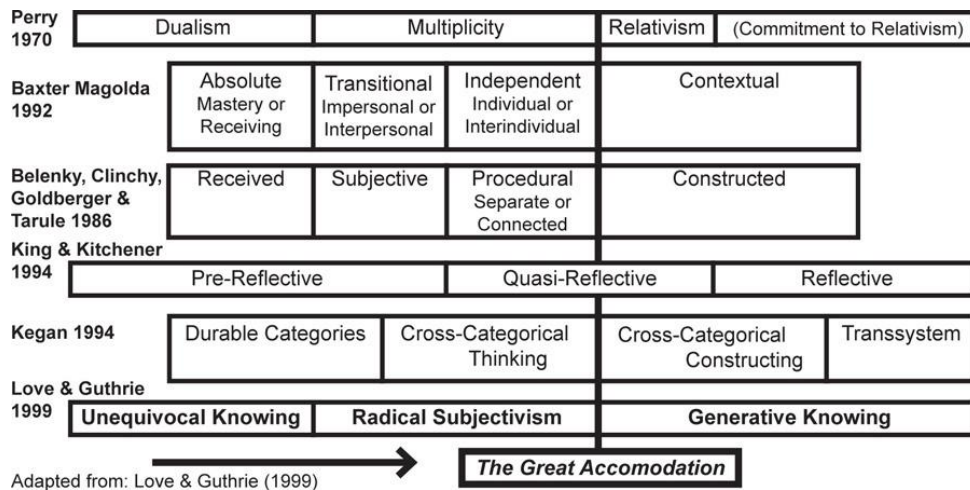 Perry
1970
Dualism
Multiplicity
Relativism
(Commitment to Relativism)
Baxter Magolda
1992
Absolute
Mastery or
Receiving
Transitional
Impersonal or
Interpersonal
Independent
Individual or
Interindividual
Contextual
Belenky, Clinchy,
Goldberger &
Tarule 1986
Received
Subjective
Procedural
Separate or
Connected
Constructed
King & Kitchener
1994
Pre-Reflective
Quasi-Reflective
Reflective
Kegan 1994
Durable Categories
Cross-Categorical
Thinking
Cross-Categorical
Constructing
Transsystem
Love & Guthrie
1999
Unequivocal Knowing
Radical Subjectivism
Generative Knowing
The Great Accomodation
Adapted from: Love & Guthrie (1999)